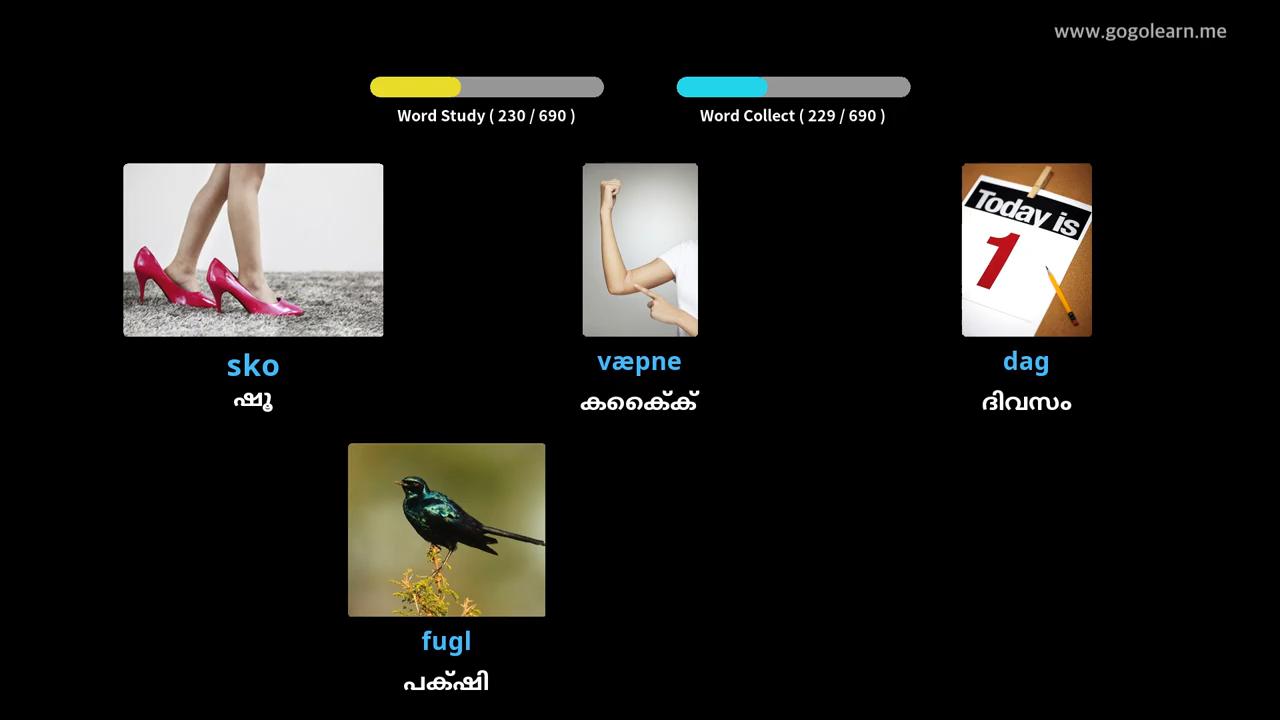 www.gogolearn.me
Word Study ( 230 / 690 )
Word Collect ( 229 / 690 )
Today is
1
sko
ഷൂ
væpne
കക്കൈക്
dag
ദിവസം
fugl
പക്ഷി